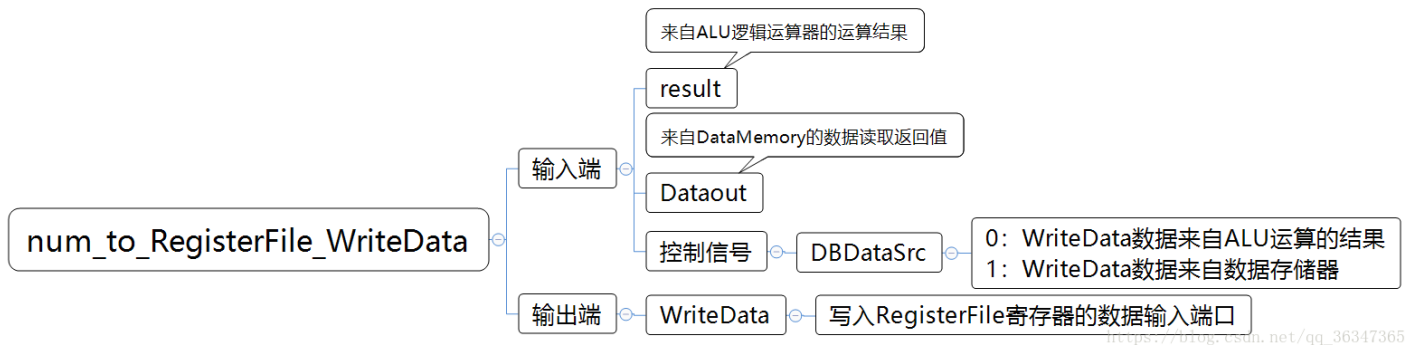 来自ALU逻辑运算器的运算结果
result
来自DataMemory的数据读取返回值
输入端
Dataout
num_to_RegisterFile_WriteData
控制信号
DBDataSrc
0：WriteData数据来自ALU运算的结果
1：WriteData数据来自数据存储器
输出端
WriteData
写入RegisterFile寄存器的数据输入端口
https://blog.csdn.net/qq_36347365